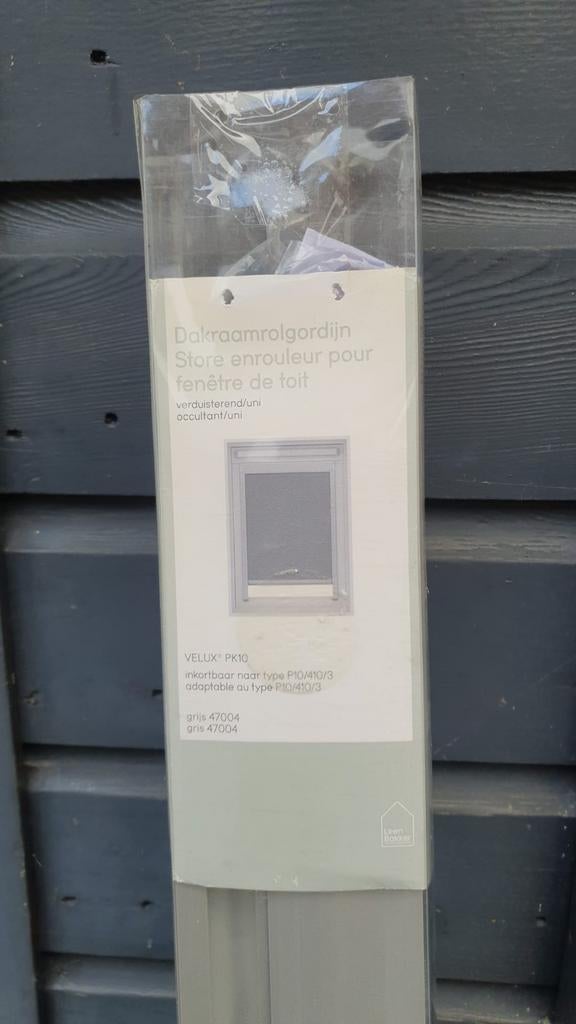 Dakraamrolgordijn
Store enrouleur pour
fenêtre de toit
verduisterend/uni
occultant/uni
VELUX® PK10
inkortbaar naar type P10/410/3
adaptable au type P10/410/3
grijs 47004
gris 47004
Leen
Bakker